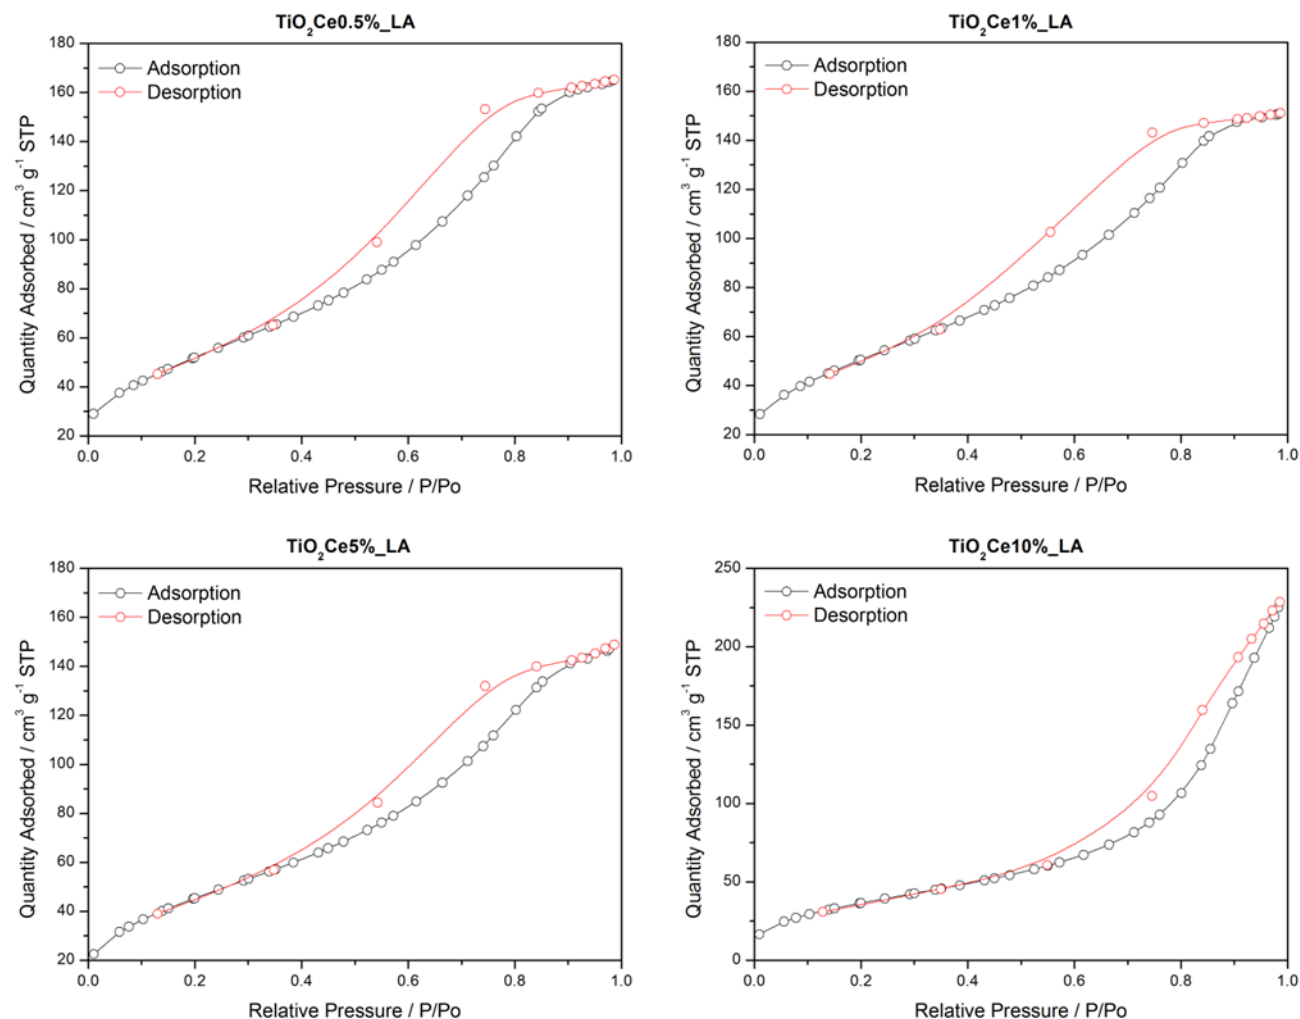 TiO2Ce0.5%_LA
Adsorption
Desorption
Quantity Adsorbed / cm3 g-1 STP
180
160
140
120
100
80
60
40
20
0.0 0.2 0.4 0.6 0.8 1.0
Relative Pressure / P/Po
TiO2Ce1%_LA
Adsorption
Desorption
Quantity Adsorbed / cm3 g-1 STP
180
160
140
120
100
80
60
40
20
0.0 0.2 0.4 0.6 0.8 1.0
Relative Pressure / P/Po
TiO2Ce5%_LA
Adsorption
Desorption
Quantity Adsorbed / cm3 g-1 STP
180
160
140
120
100
80
60
40
20
0.0 0.2 0.4 0.6 0.8 1.0
Relative Pressure / P/Po
TiO2Ce10%_LA
Adsorption
Desorption
Quantity Adsorbed / cm3 g-1 STP
250
200
150
100
50
0
0.0 0.2 0.4 0.6 0.8 1.0
Relative Pressure / P/Po